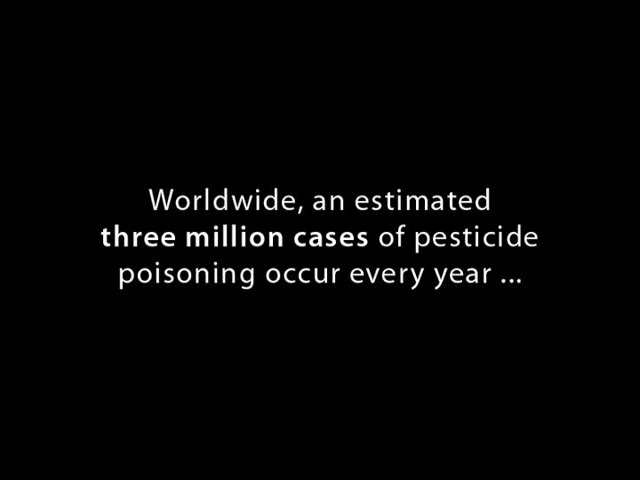 Worldwide, an estimated
three million cases of pesticide
poisoning occur every year ...